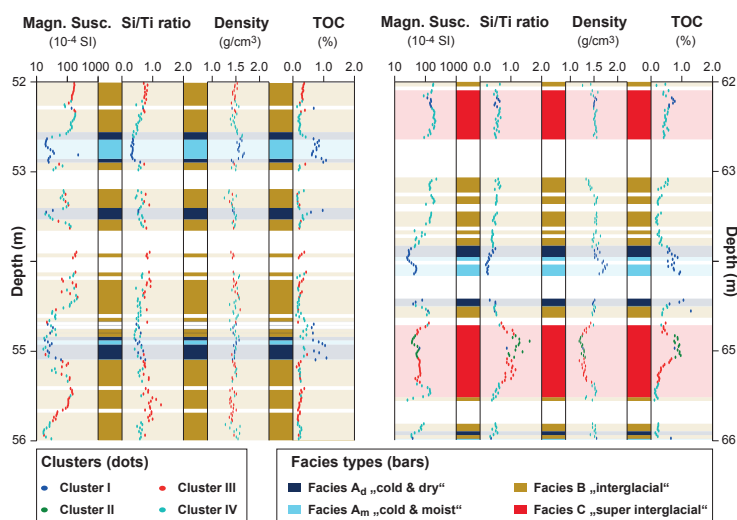 Magn. Susc. Si/Ti ratio Density TOC
(10-4 SI) (g/cm3) (%)
10 100 1000 0.0 1.0 2.0 1.0 1.5 2.0 0.0 1.0 2.0
52
53
Depth (m)
55
56
Magn. Susc. Si/Ti ratio Density TOC
(10-4 SI) (g/cm3) (%)
10 100 1000 0.0 1.0 2.0 1.0 1.5 2.0 0.0 1.0 2.0
62
63
Depth (m)
65
66
Clusters (dots)
Cluster I Cluster III
Cluster II Cluster IV
Facies types (bars)
Facies Ad „cold & dry“ Facies B „interglacial“
Facies Am „cold & moist“ Facies C „super interglacial“